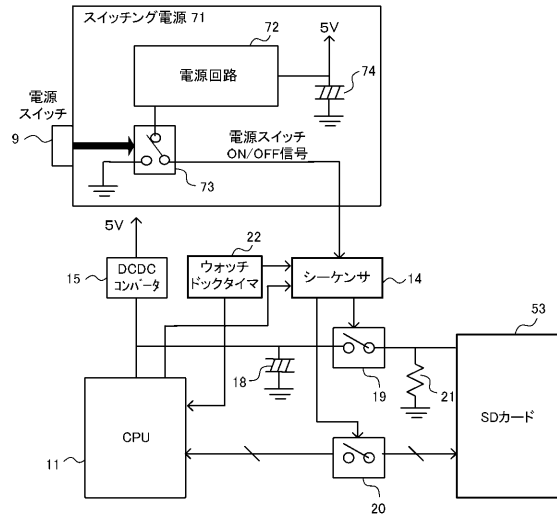 スイッチング電源 71
72
5V
電源回路
74
電源
スイッチ
9
電源スイッチ
ON/OFF信号
73
5V
22
15
DCDC
コンバータ
ウォッチ
ドックタイマ
シーケンサ
14
53
18
19
21
CPU
SDカード
11
20